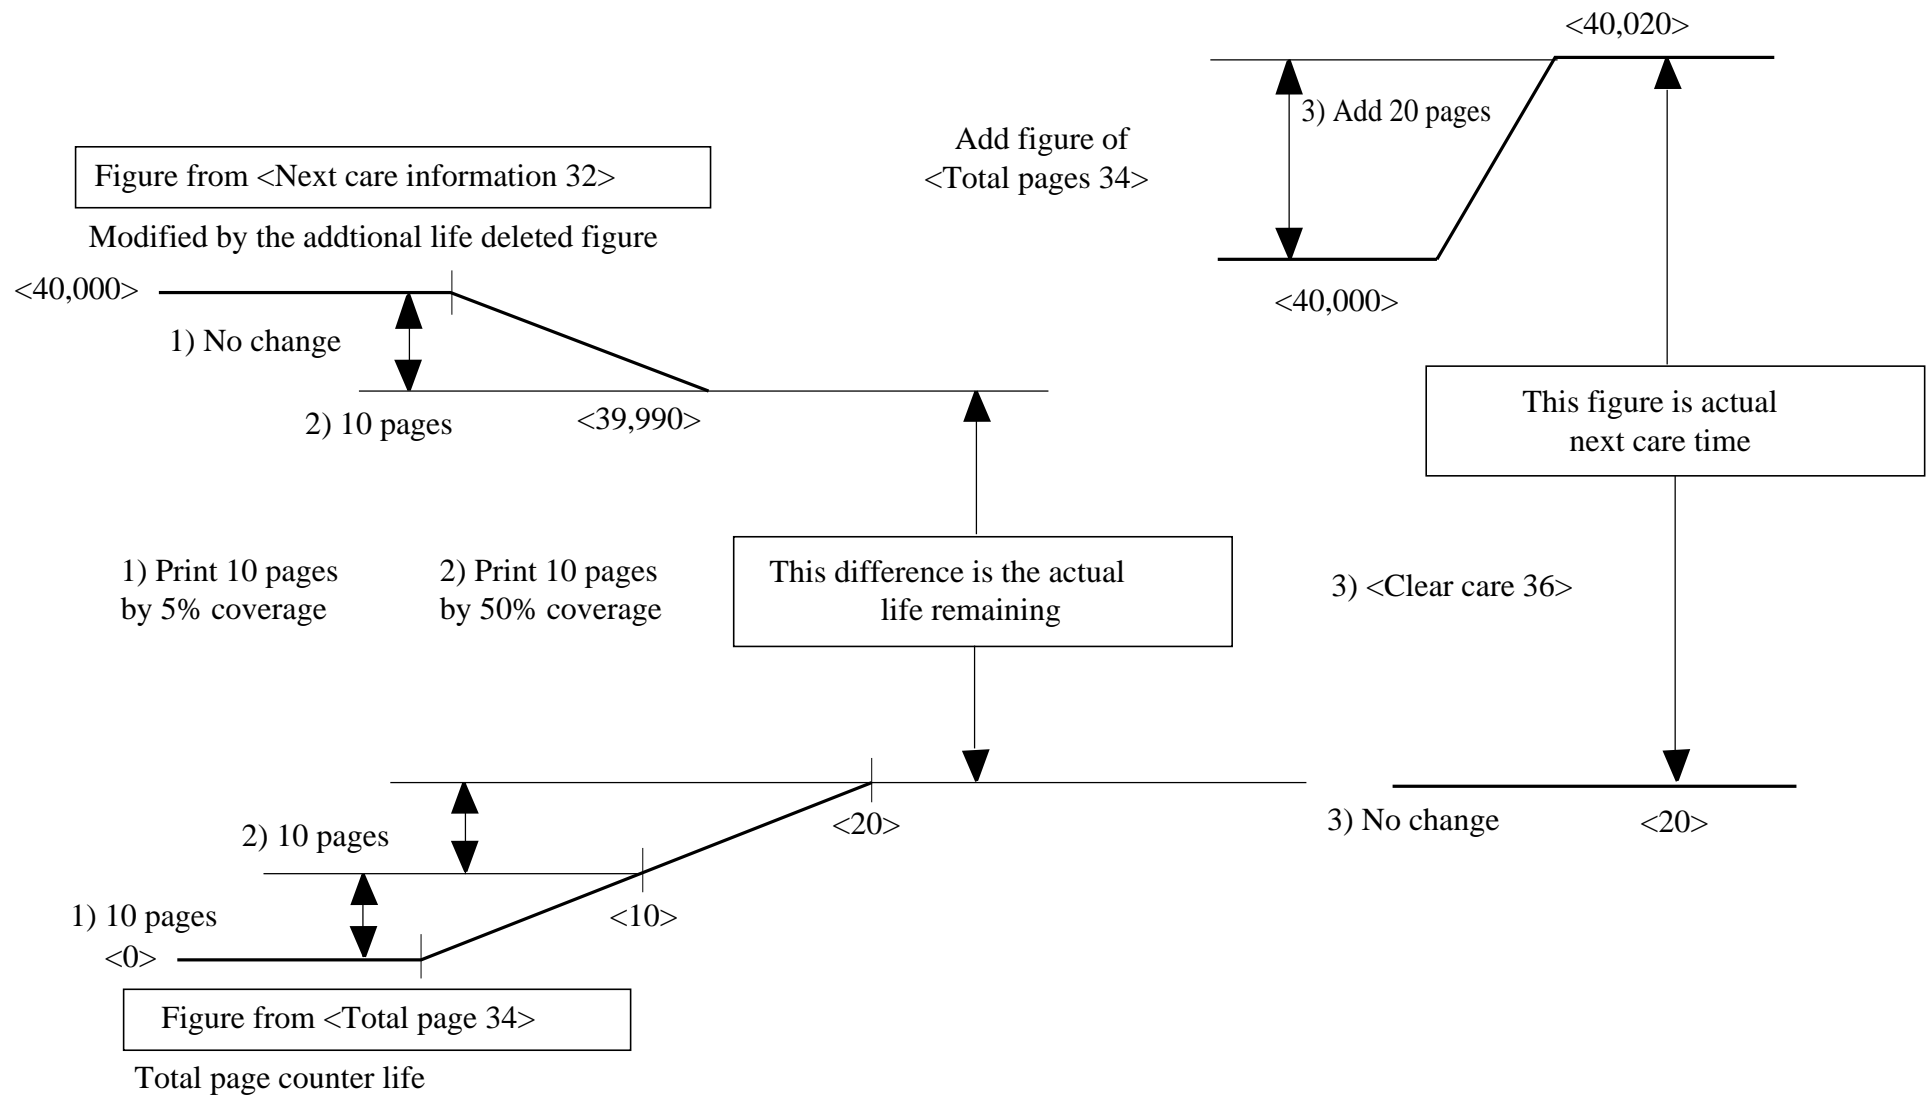 <40,020>
3) Add 20 pages
Add figure of
<Total pages 34>
Figure from <Next care information 32>
Modified by the addtional life deleted figure
<40,000>
<40,000>
1) No change
2) 10 pages
<39,990>
This figure is actual
next care time
1) Print 10 pages
by 5% coverage
2) Print 10 pages
by 50% coverage
This difference is the actual
life remaining
3) <Clear care 36>
2) 10 pages
<20>
3) No change
<20>
1) 10 pages
<10>
<0>
Figure from <Total page 34>
Total page counter life